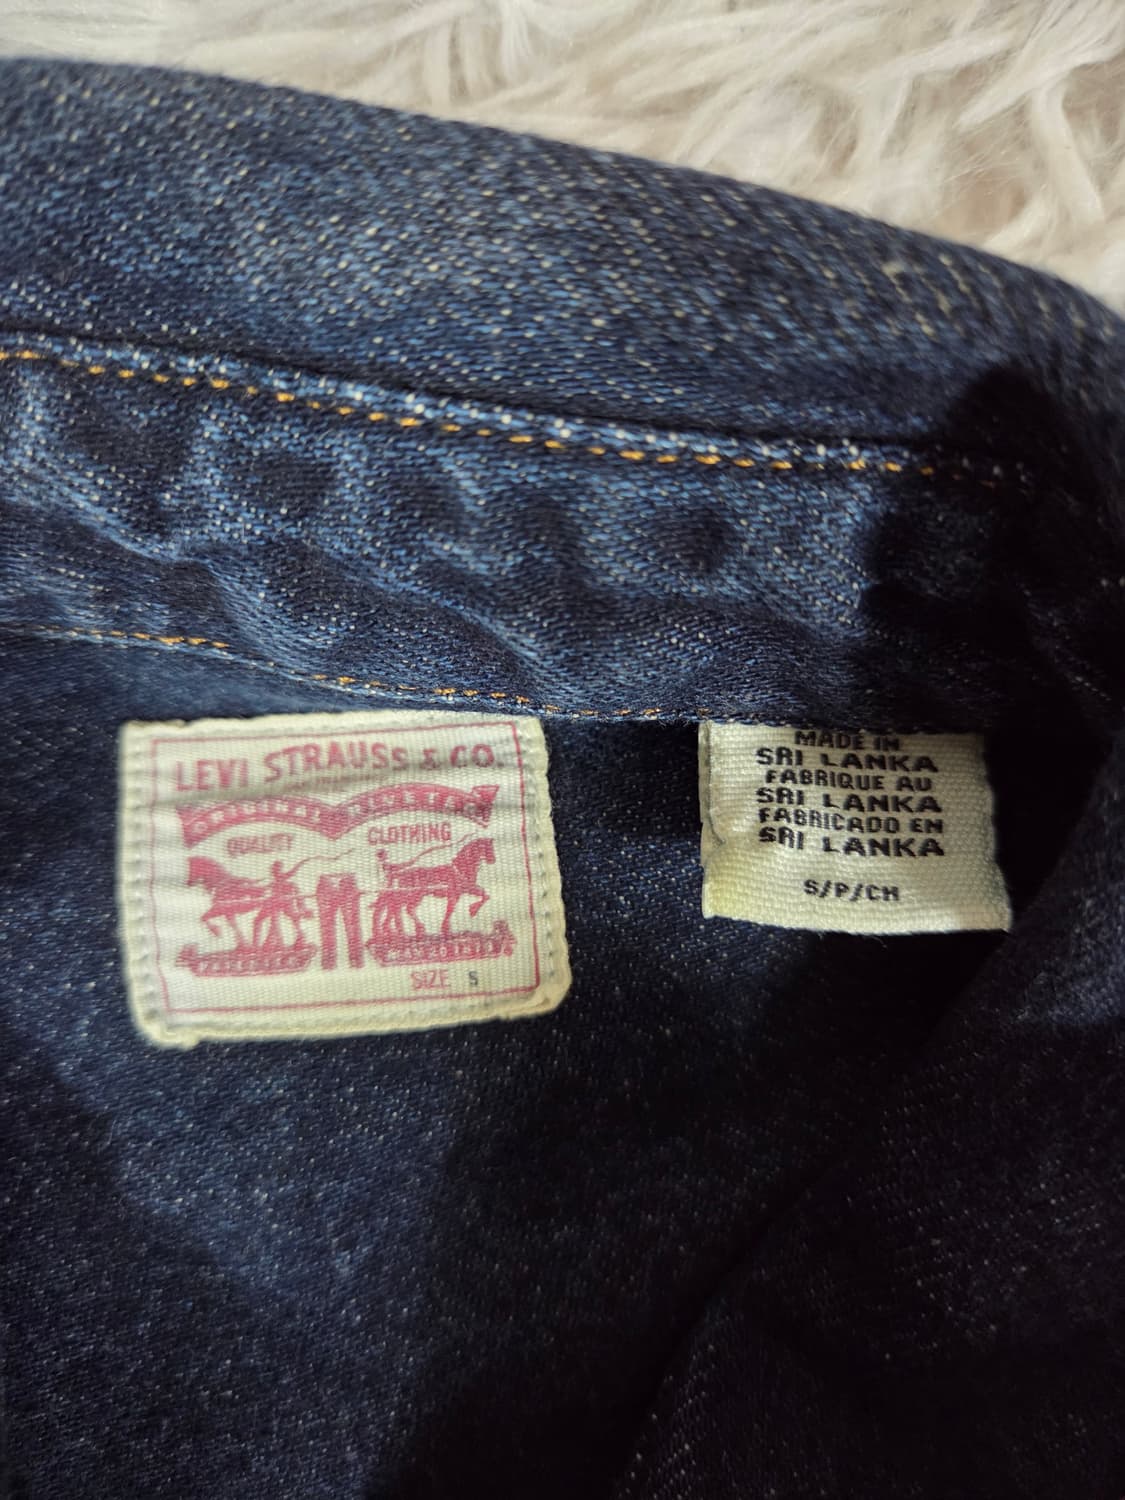 LEVI STRAUSS & CO.
QUALITY CLOTHING
SIZE S
MADE IN
SRI LANKA
FABRIQUE AU
SRI LANKA
FABRICADO EN
SRI LANKA
S/P/CH